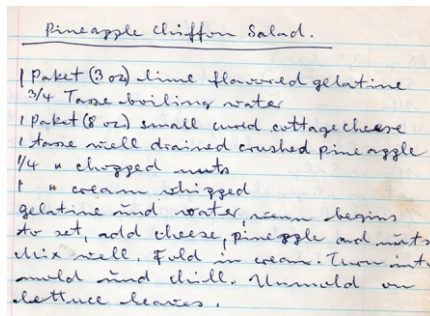 Pineapple Chiffon Salad.
1 Paket (3 oz) lime flavored gelatine
3/4 Tasse boiling water
1 Paket (8 oz) small curd cottage cheese
1 tasse well drained crushed pineapple
1/4 " chopped nuts
1 " cream whipped
gelatine und water, wenn begins
to set, add cheese, pineapple and nuts
Mix well. Fold in cream. Turn into
mold und chill. Unmold on
lettuce leaves.